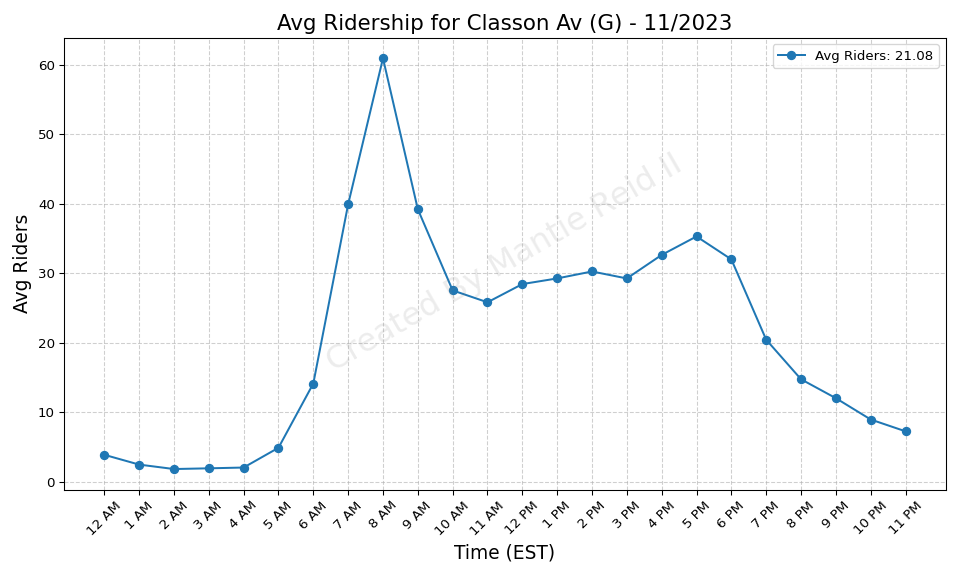 Avg Ridership for Classon Av (G) - 11/2023
Avg Riders: 21.08
Avg Riders
60
50
40
30
20
10
0
Created By Mantie Reid II
12 AM
1 AM
2 AM
3 AM
4 AM
5 AM
6 AM
7 AM
8 AM
9 AM
10 AM
11 AM
12 PM
1 PM
2 PM
3 PM
4 PM
5 PM
6 PM
7 PM
8 PM
9 PM
10 PM
11 PM
Time (EST)